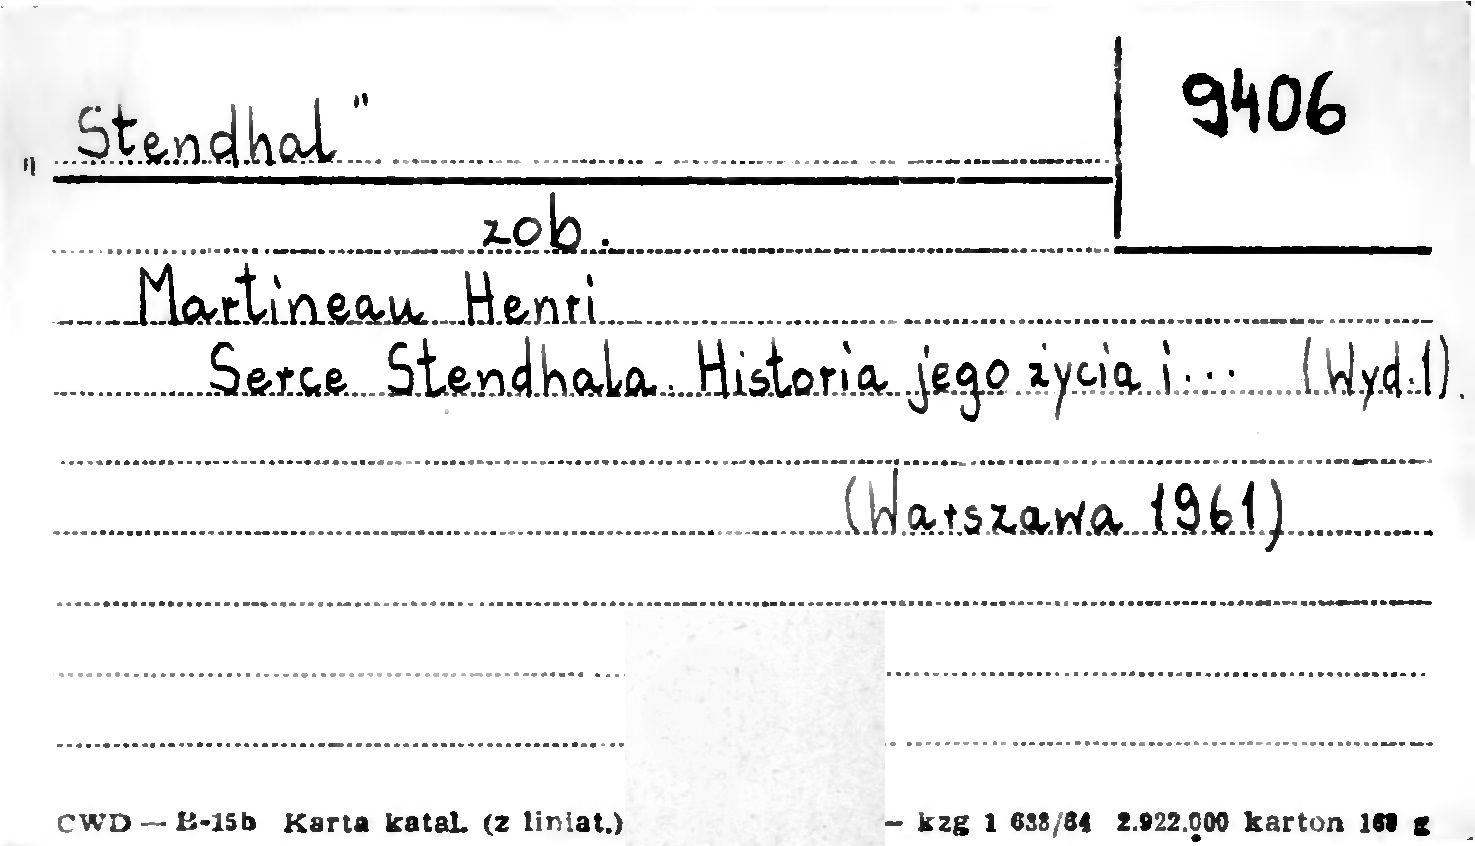 9406
"Stendhal"
zob.
Martineau Henri
Serce Stendhala. Historia jego życia i... (Wyd.1).
(Warszawa 1961)
CWD — B-15b Karta katal. (z liniat.) — kzg 1 638/84 2.922.000 karton 168 g